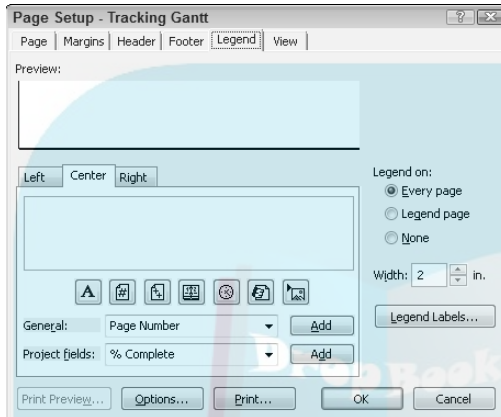 Page Setup - Tracking Gantt
Page Margins Header Footer Legend View
Preview:
Left Center Right
Legend on:
Every page
Legend page
None
Width: 2 in.
A
General: Page Number Add
Legend Labels...
Project fields: % Complete Add
Drop Book
Print Preview... Options... Print... OK Cancel